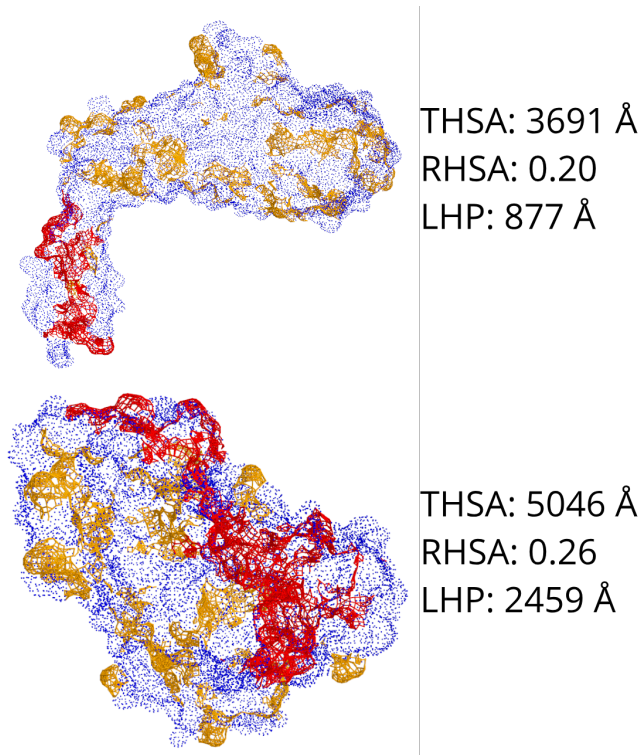 THSA: 3691 Å
RHSA: 0.20
LHP: 877 Å
THSA: 5046 Å
RHSA: 0.26
LHP: 2459 Å